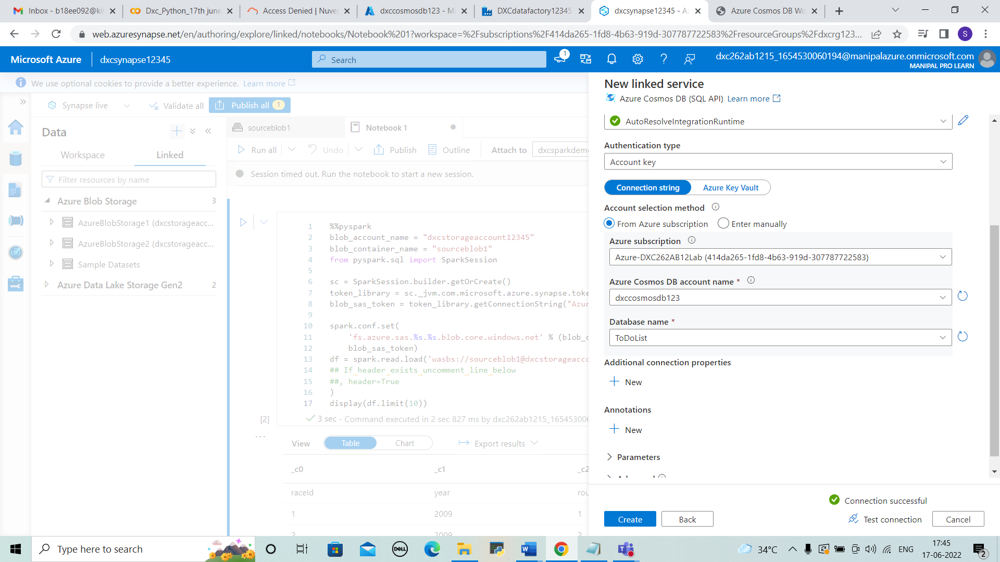 Inbox - b18ee092@kit
Dxc_Python_17th june
Access Denied | Nuvep
dxccosmosdb123 - Mi
DXCdatafactory12345
dxcsynapse12345 - Az
Azure Cosmos DB Wo
web.azuresynapse.net/en/authoring/explore/linked/notebooks/Notebook%201?workspace=%2Fsubscriptions%2F414da265-1fd8-4b63-919d-307787722583%2FresourceGroups%2Fdxcrg123...
S
Microsoft Azure
dxcsynapse12345
Search
1
dxc262ab1215_1654530060194@manipalazure.onmicrosoft.com
MANIPAL PRO LEARN
We use optional cookies to provide a better experience. Learn more
Synapse live
Validate all
Publish all 1
Data
Workspace
Linked
Filter resources by name
Azure Blob Storage 3
AzureBlobStorage1 (dxcstorageacc...
AzureBlobStorage2 (dxcstorageacc...
Sample Datasets
Azure Data Lake Storage Gen2 2
sourceblob1
Notebook 1
Run all
Undo
Publish
Outline
Attach to
dxcsparkdemo
Session timed out. Run the notebook to start a new session.
1 %%pyspark
2 blob_account_name = "dxcstorageaccount12345"
3 blob_container_name = "sourceblob1"
4 from pyspark.sql import SparkSession
5
6 sc = SparkSession.builder.getOrCreate()
7 token_library = sc._jvm.com.microsoft.azure.synapse.toke
8 blob_sas_token = token_library.getConnectionString("Azur
9
10 spark.conf.set(
11 'fs.azure.sas.%s.%s.blob.core.windows.net' % (blob_c
12 blob_sas_token)
13 df = spark.read.load('wasbs://sourceblob1@dxcstorageacco
14 ## If header exists uncomment line below
15 ##, header=True
16 )
17 display(df.limit(10))
[2]
3 sec - Command executed in 2 sec 827 ms by dxc262ab1215_165453006
View
Table
Chart
Export results
_c0 _c1 _c2
raceId year rou
1 2009 1
2 2009 2
New linked service
Azure Cosmos DB (SQL API) Learn more
AutoResolveIntegrationRuntime
Authentication type
Account key
Connection string
Azure Key Vault
Account selection method
From Azure subscription
Enter manually
Azure subscription
Azure-DXC262AB12Lab (414da265-1fd8-4b63-919d-307787722583)
Azure Cosmos DB account name *
dxccosmosdb123
Database name *
ToDoList
Additional connection properties
New
Annotations
New
Parameters
Connection successful
Create
Back
Test connection
Cancel
Type here to search
DELL
W
34°C
ENG
17:45
17-06-2022
2